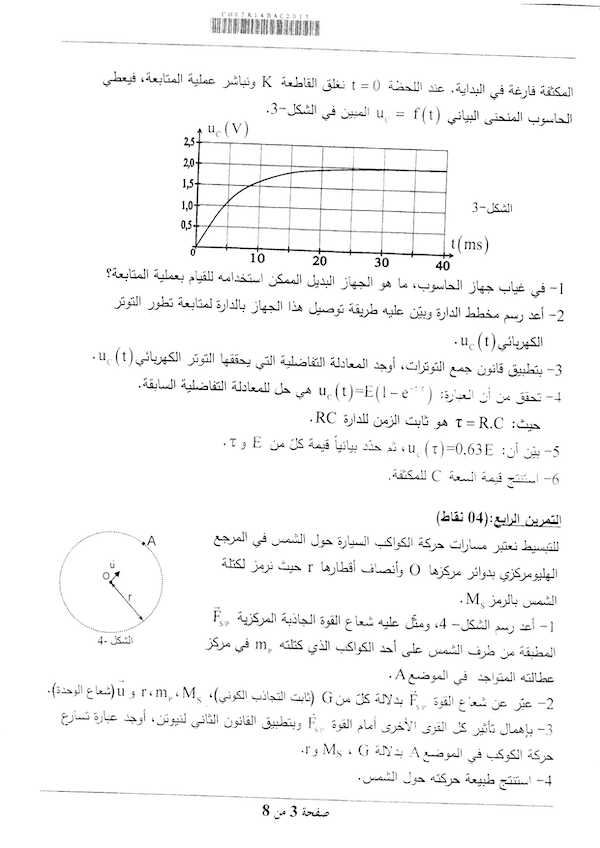 CH07R14BAC2015
المكثفة فارغة في البداية. عند اللحظة t = 0 نغلق القاطعة K ونباشر عملية المتابعة، فيعطي
الحاسوب المنحنى البياني u_C = f(t) المبين في الشكل-3.
u_C (V)
2,5
2,0
1,5
1,0
0,5
0
10
20
30
40
t(ms)
الشكل-3
1- في غياب جهاز الحاسوب، ما هو الجهاز البديل الممكن استخدامه للقيام بعملية المتابعة؟
2- أعد رسم مخطط الدارة وبيّن عليه طريقة توصيل هذا الجهاز بالدارة لمتابعة تطور التوتر
الكهربائي u_C(t).
3- بتطبيق قانون جمع التوترات، أوجد المعادلة التفاضلية التي يحققها التوتر الكهربائي u_C(t).
4- تحقق من أن العبارة: u_C(t)=E(1-e^{-t/τ}) هي حل للمعادلة التفاضلية السابقة.
حيث: τ = R.C هو ثابت الزمن للدارة RC.
5- بيّن أن: u_C(τ)=0,63E، ثم حدّد بيانياً قيمة كلّ من E و τ.
6- استنتج قيمة السعة C للمكثفة.
التمرين الرابع:(04 نقاط)
للتبسيط نعتبر مسارات حركة الكواكب السيارة حول الشمس في المرجع
الهليومركزي بدوائر مركزها O وأنصاف أقطارها r حيث نرمز لكتلة
الشمس بالرمز M_S.
A
u
O
r
الشكل -4
1- أعد رسم الشكل- 4، ومثّل عليه شعاع القوة الجاذبة المركزية F_{S/P}
المطبقة من طرف الشمس على أحد الكواكب الذي كتلته m_P في مركز
عطالته المتواجد في الموضع A.
2- عبّر عن شعاع القوة F_{S/P} بدلالة كلّ من G (ثابت التجاذب الكوني)، M_S ، m_P ، r و u (شعاع الوحدة).
3- بإهمال تأثير كل القوى الأخرى أمام القوة F_{S/P} وبتطبيق القانون الثاني لنيوتن، أوجد عبارة تسارع
حركة الكوكب في الموضع A بدلالة M_S ، G و r.
4- استنتج طبيعة حركته حول الشمس.
صفحة 3 من 8